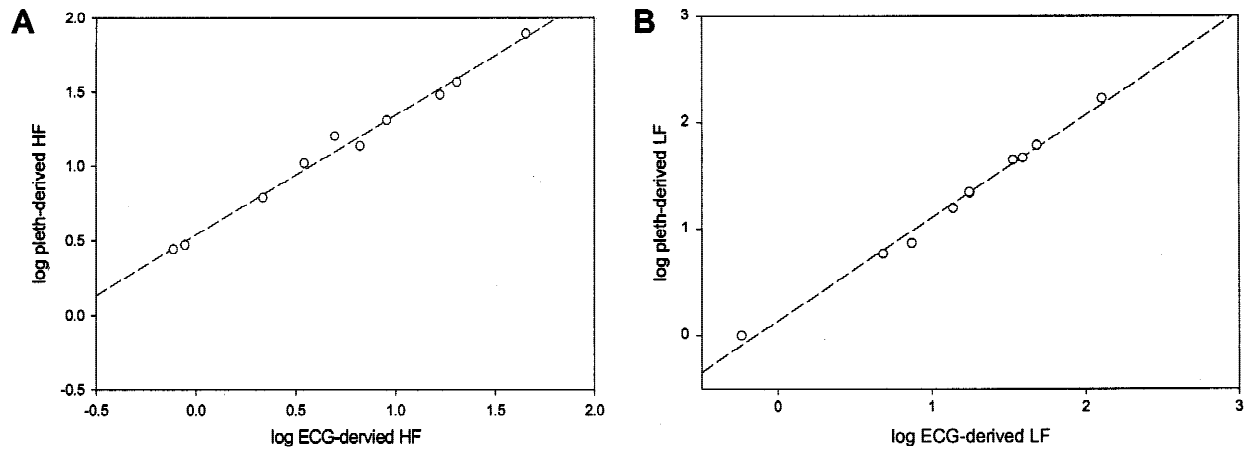 A
2.0
1.5
1.0
0.5
0.0
-0.5
log pleth-derived HF
-0.5 0.0 0.5 1.0 1.5 2.0
log ECG-dervied HF
B
3
2
1
0
log pleth-derived LF
0 1 2 3
log ECG-derived LF